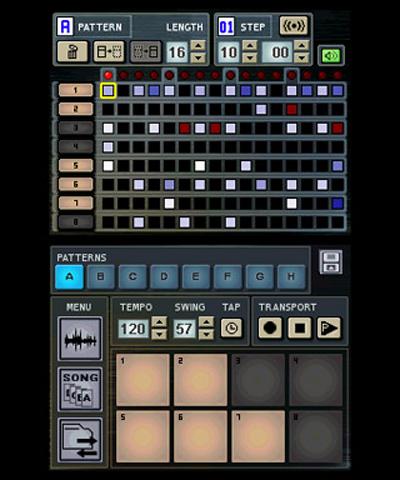 A PATTERN LENGTH 01 STEP
16 10 00
1
2
3
4
5
6
7
8
PATTERNS
A B C D E F G H
MENU TEMPO SWING TAP TRANSPORT
120 57 P
1 2 3 4
SONG
5 6 7 8